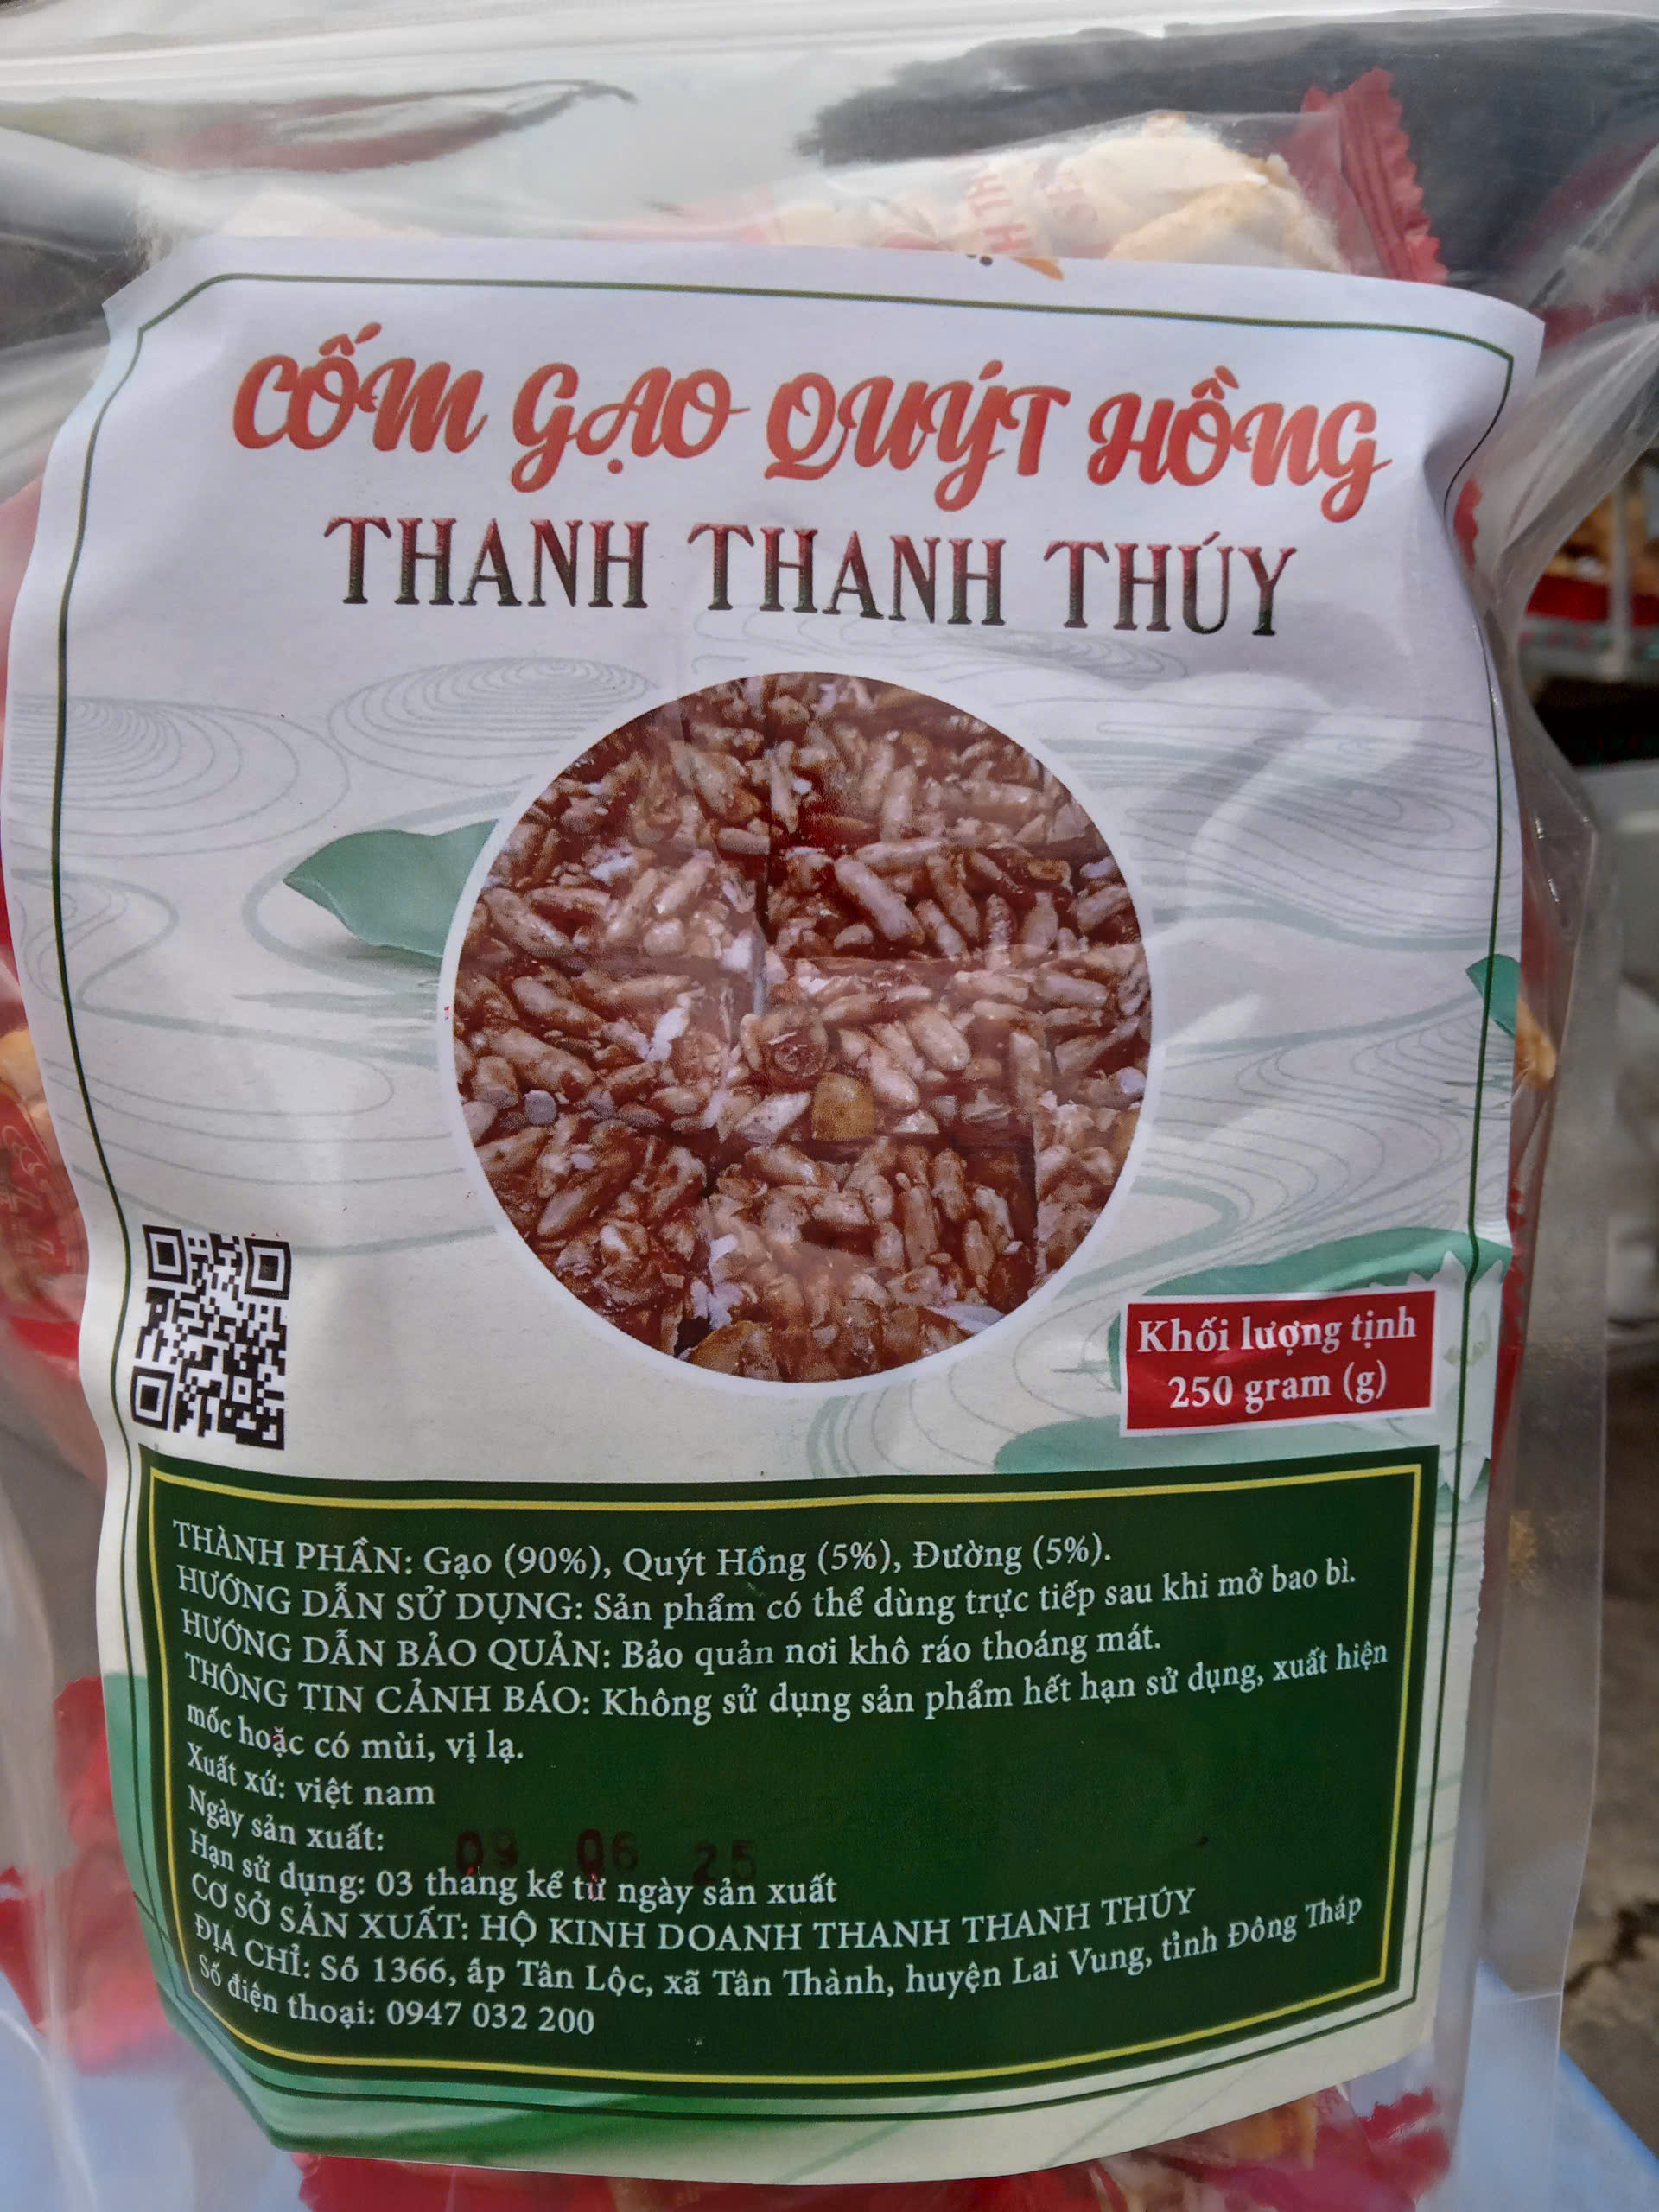 CỐM GẠO QUÝT HỒNG
THANH THANH THÚY
Khối lượng tịnh
250 gram (g)
THÀNH PHẦN: Gạo (90%), Quýt Hồng (5%), Đường (5%).
HƯỚNG DẪN SỬ DỤNG: Sản phẩm có thể dùng trực tiếp sau khi mở bao bì.
HƯỚNG DẪN BẢO QUẢN: Bảo quản nơi khô ráo thoáng mát.
THÔNG TIN CẢNH BÁO: Không sử dụng sản phẩm hết hạn sử dụng, xuất hiện
mốc hoặc có mùi, vị lạ.
Xuất xứ: việt nam
Ngày sản xuất: 09 06 25
Hạn sử dụng: 03 tháng kể từ ngày sản xuất
CƠ SỞ SẢN XUẤT: HỘ KINH DOANH THANH THANH THÚY
ĐỊA CHỈ: Số 1366, ấp Tân Lộc, xã Tân Thành, huyện Lai Vung, tỉnh Đồng Tháp
Số điện thoại: 0947 032 200